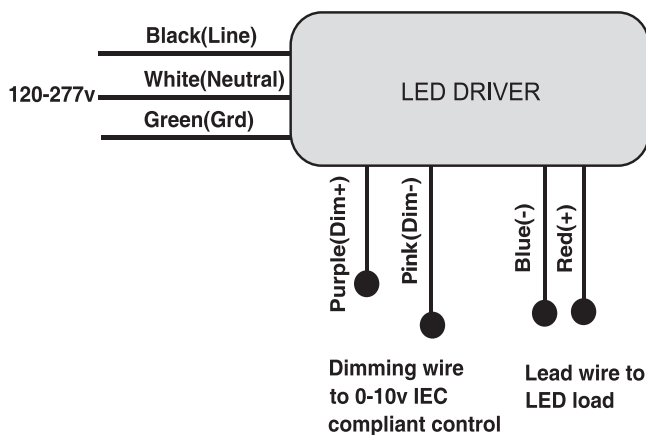 Black(Line)
White(Neutral)
120-277v
Green(Grd)
LED DRIVER
Purple(Dim+)
Pink(Dim-)
Blue(-)
Red(+)
Dimming wire
to 0-10v IEC
compliant control
Lead wire to
LED load